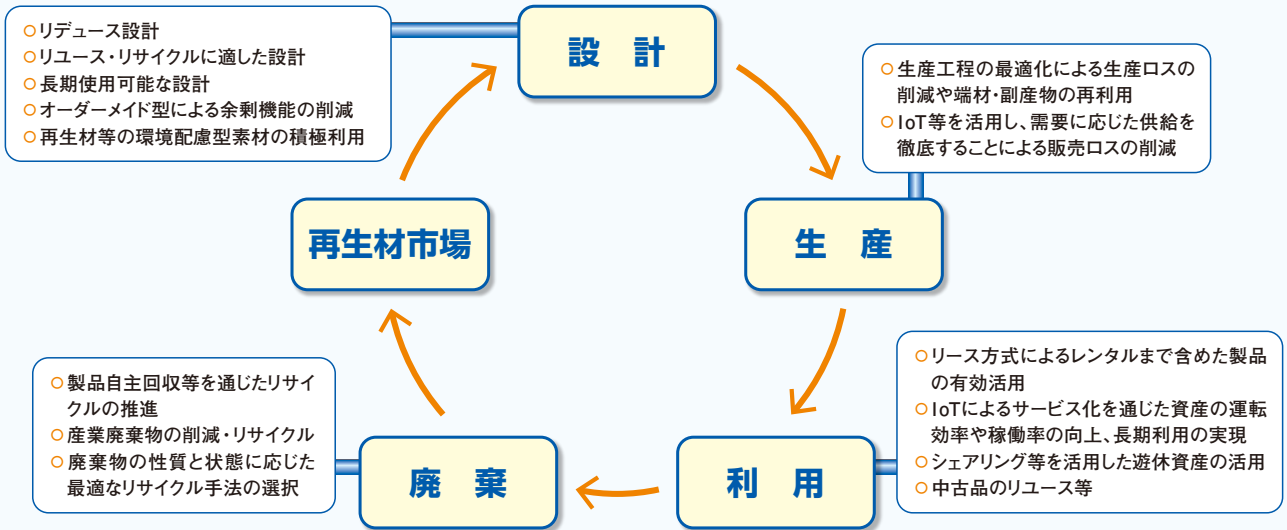 設　計
○リデュース設計
○リユース・リサイクルに適した設計
○長期使用可能な設計
○オーダーメイド型による余剰機能の削減
○再生材等の環境配慮型素材の積極利用
生　産
○生産工程の最適化による生産ロスの
削減や端材・副産物の再利用
○IoT等を活用し、需要に応じた供給を
徹底することによる販売ロスの削減
利　用
○リース方式によるレンタルまで含めた製品
の有効活用
○IoTによるサービス化を通じた資産の運転
効率や稼働率の向上、長期利用の実現
○シェアリング等を活用した遊休資産の活用
○中古品のリユース等
廃　棄
○製品自主回収等を通じたリサイ
クルの推進
○産業廃棄物の削減・リサイクル
○廃棄物の性質と状態に応じた
最適なリサイクル手法の選択
再生材市場